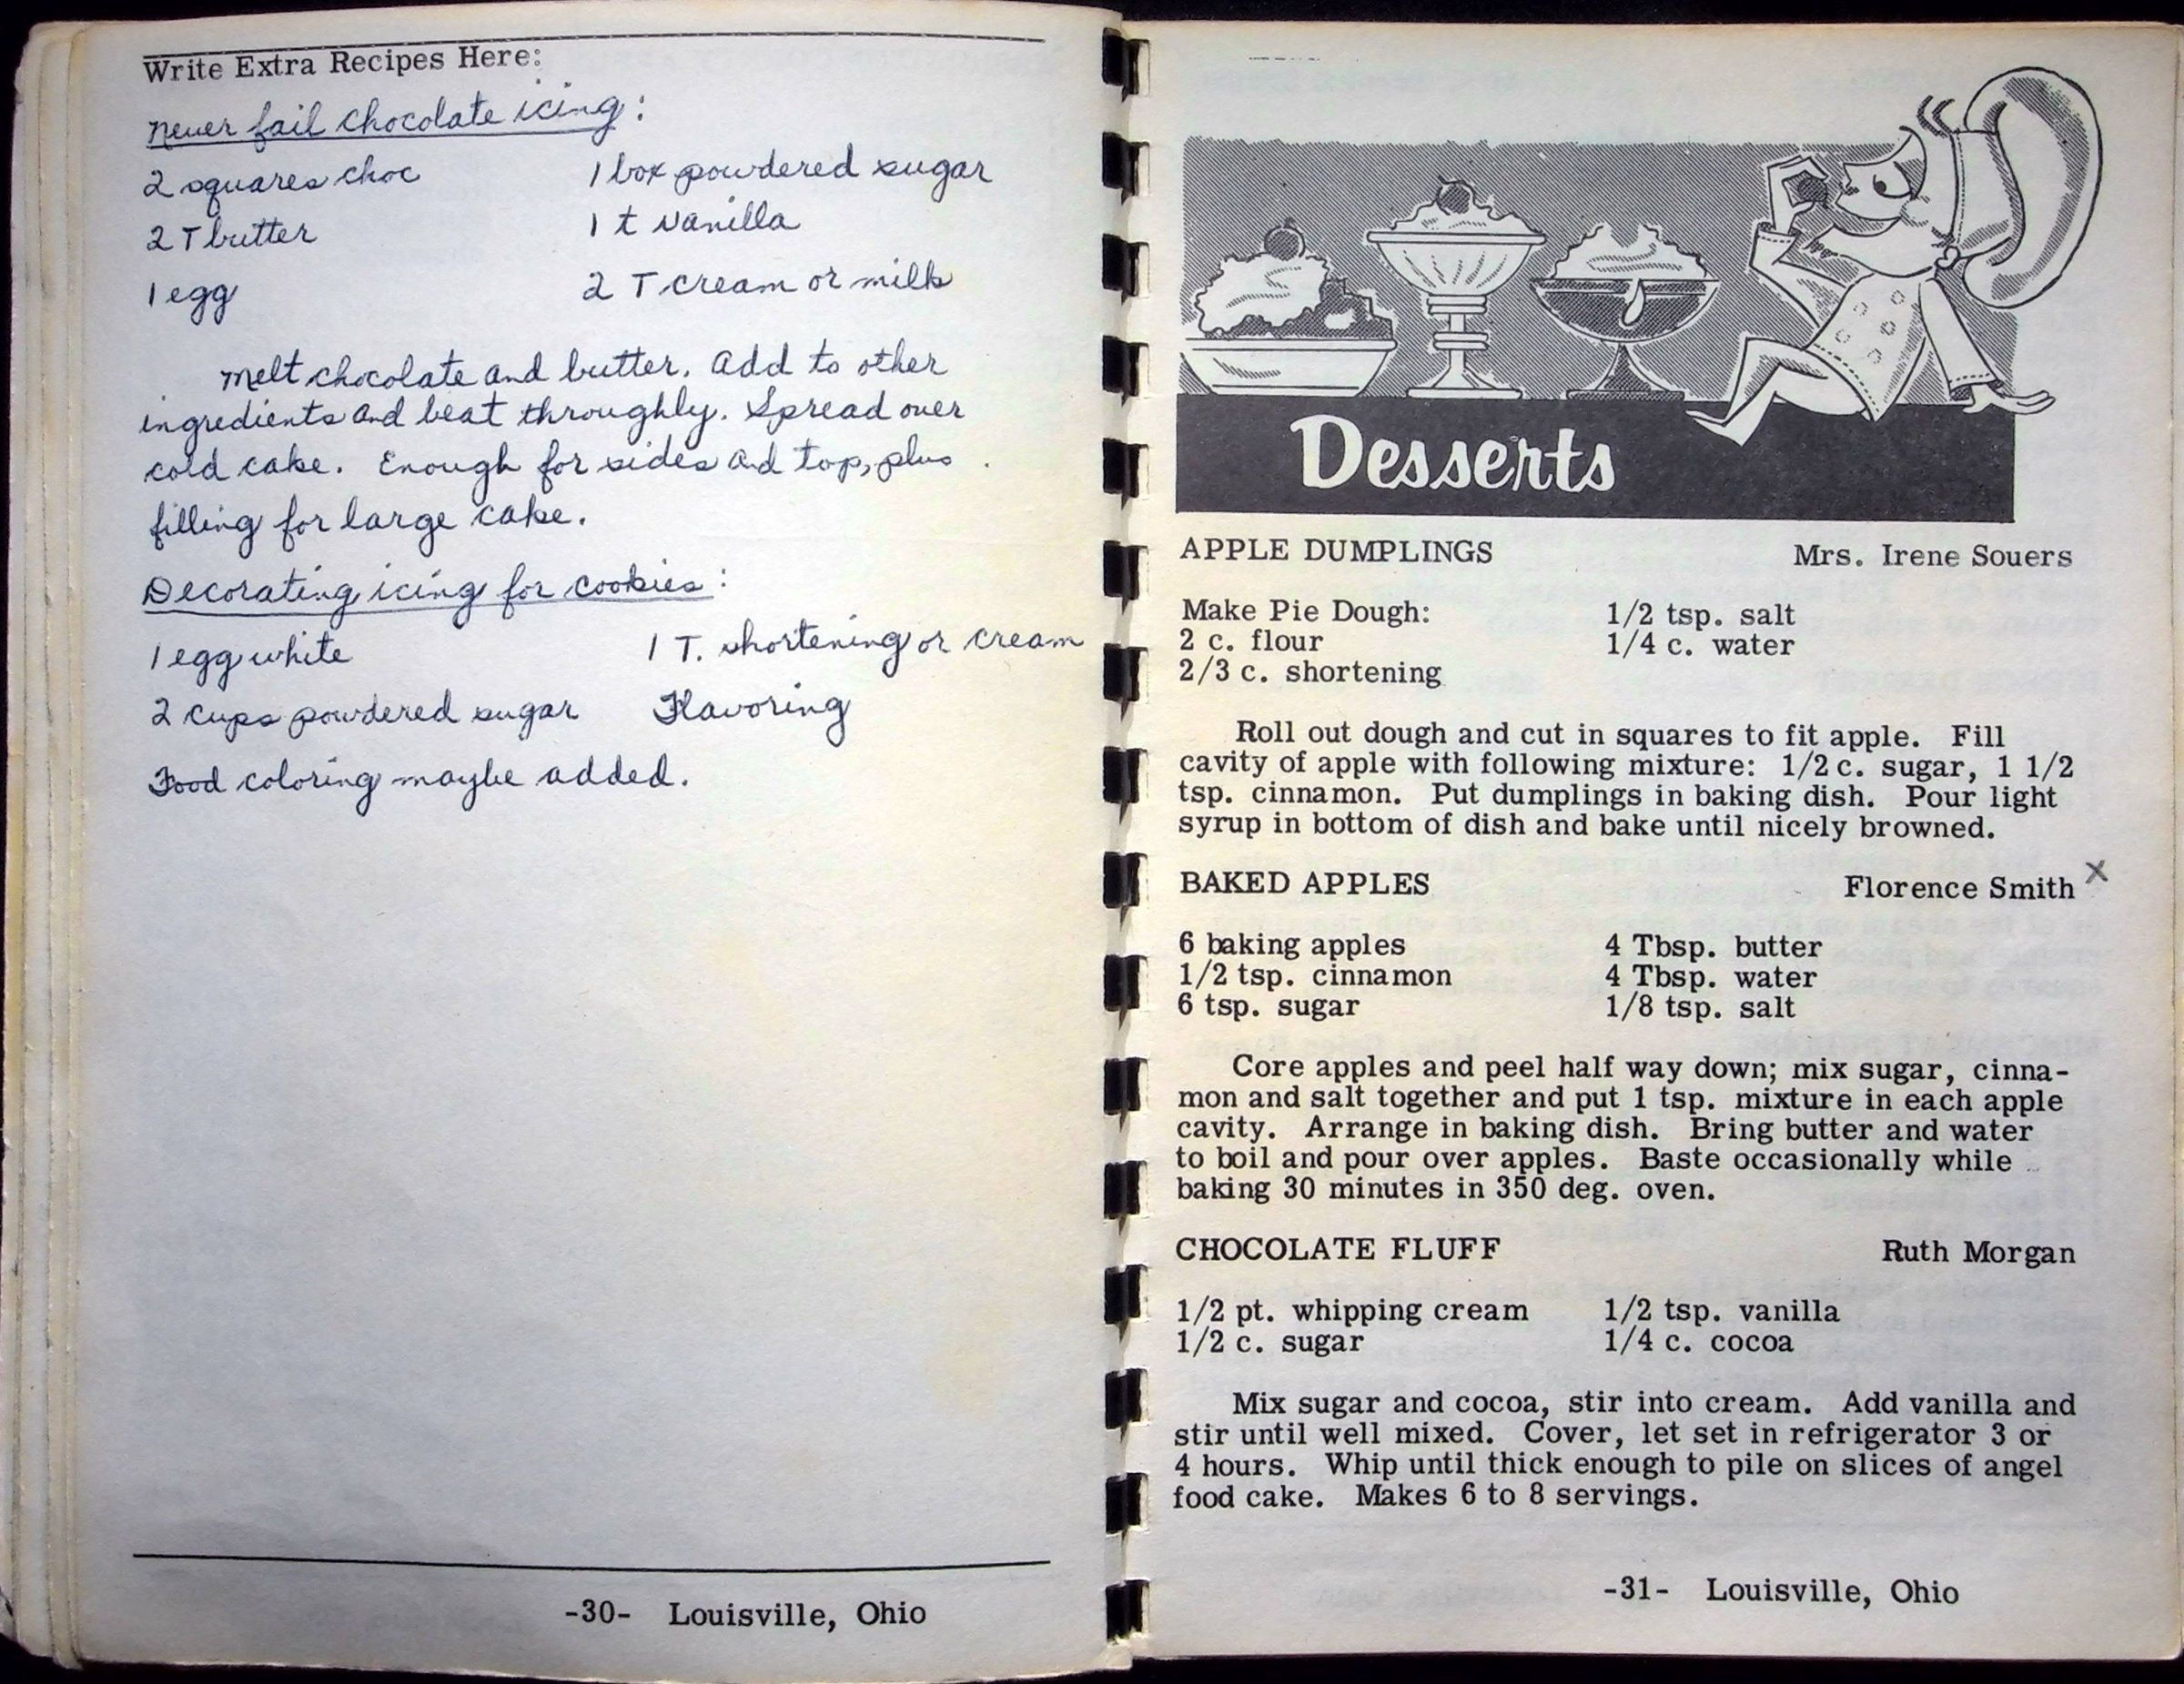 Write Extra Recipes Here:
Never fail chocolate icing:
2 squares choc 1 box powdered sugar
2 T butter 1 t vanilla
1 egg 2 T cream or milk
Melt chocolate and butter. Add to other
ingredients and beat throughly. Spread over
cold cake. Enough for sides and top, plus
filling for large cake.
Decorating icing for cookies:
1 egg white 1 T. shortening or cream
2 cups powdered sugar Flavoring
Food coloring maybe added.
-30- Louisville, Ohio
Desserts
APPLE DUMPLINGS Mrs. Irene Souers
Make Pie Dough: 1/2 tsp. salt
2 c. flour 1/4 c. water
2/3 c. shortening
Roll out dough and cut in squares to fit apple. Fill
cavity of apple with following mixture: 1/2 c. sugar, 1 1/2
tsp. cinnamon. Put dumplings in baking dish. Pour light
syrup in bottom of dish and bake until nicely browned.
BAKED APPLES Florence Smith X
6 baking apples 4 Tbsp. butter
1/2 tsp. cinnamon 4 Tbsp. water
6 tsp. sugar 1/8 tsp. salt
Core apples and peel half way down; mix sugar, cinna-
mon and salt together and put 1 tsp. mixture in each apple
cavity. Arrange in baking dish. Bring butter and water
to boil and pour over apples. Baste occasionally while
baking 30 minutes in 350 deg. oven.
CHOCOLATE FLUFF Ruth Morgan
1/2 pt. whipping cream 1/2 tsp. vanilla
1/2 c. sugar 1/4 c. cocoa
Mix sugar and cocoa, stir into cream. Add vanilla and
stir until well mixed. Cover, let set in refrigerator 3 or
4 hours. Whip until thick enough to pile on slices of angel
food cake. Makes 6 to 8 servings.
-31- Louisville, Ohio